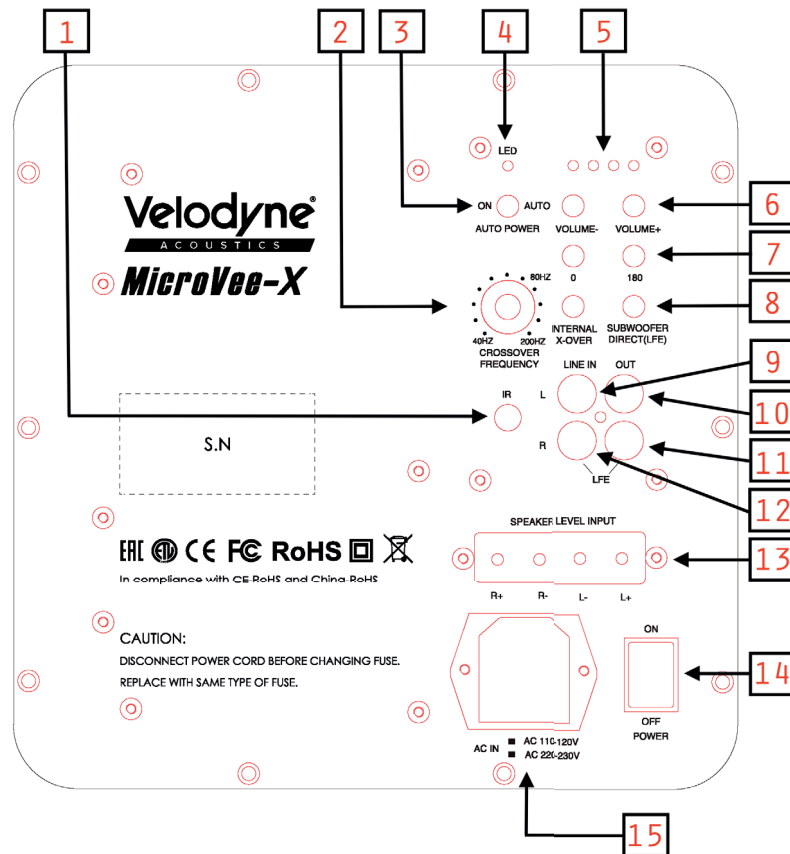 1
2
3
4
5
LED
ON
AUTO
AUTO POWER
VOLUME-
VOLUME+
6
Velodyne®
ACOUSTICS
MicroVee-X
0
180
7
80HZ
40HZ
200HZ
CROSSOVER
FREQUENCY
INTERNAL
X-OVER
SUBWOOFER
DIRECT(LFE)
8
LINE IN
OUT
9
IR
L
10
R
11
LFE
12
S.N
SPEAKER LEVEL INPUT
13
R+
R-
L-
L+
EAC ETL CE FC RoHS
In compliance with CE-RoHS and China-RoHS
CAUTION:
DISCONNECT POWER CORD BEFORE CHANGING FUSE.
REPLACE WITH SAME TYPE OF FUSE.
ON
14
OFF
POWER
AC IN
AC 110-120V
AC 220-230V
15